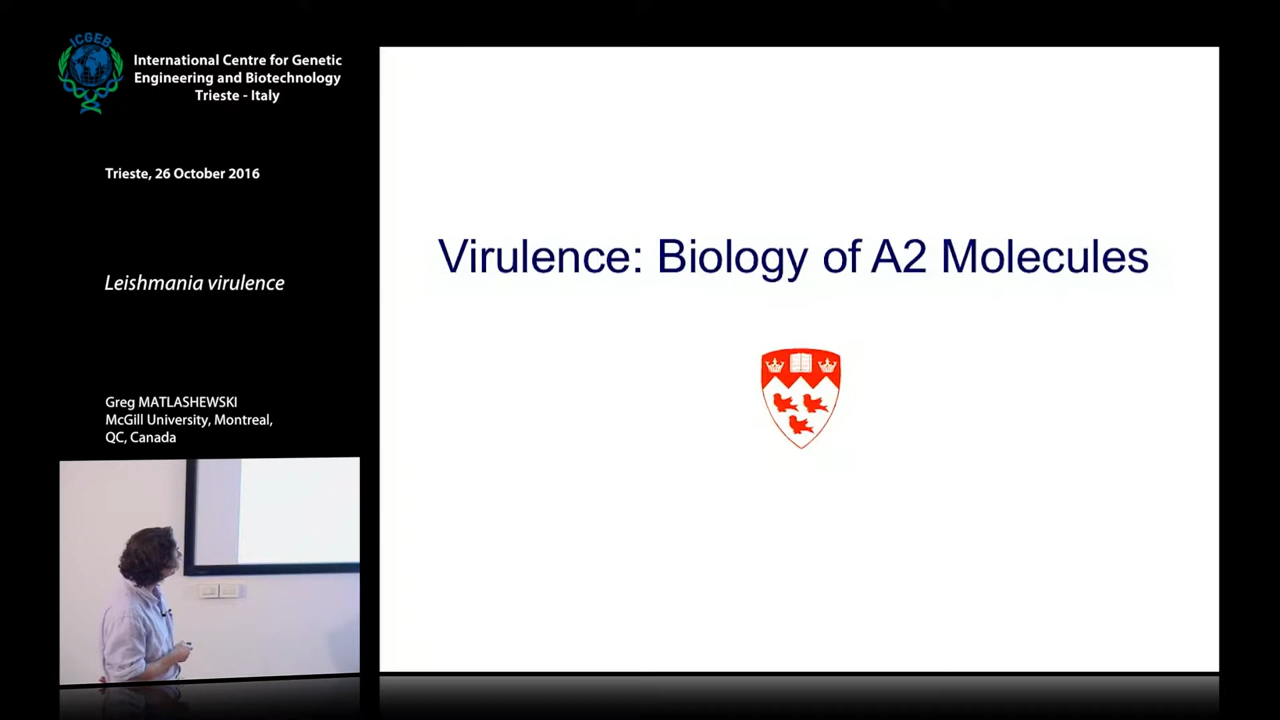 ICGEB
International Centre for Genetic
Engineering and Biotechnology
Trieste - Italy
Trieste, 26 October 2016
Leishmania virulence
Greg MATLASHEWSKI
McGill University, Montreal,
QC, Canada
Virulence: Biology of A2 Molecules